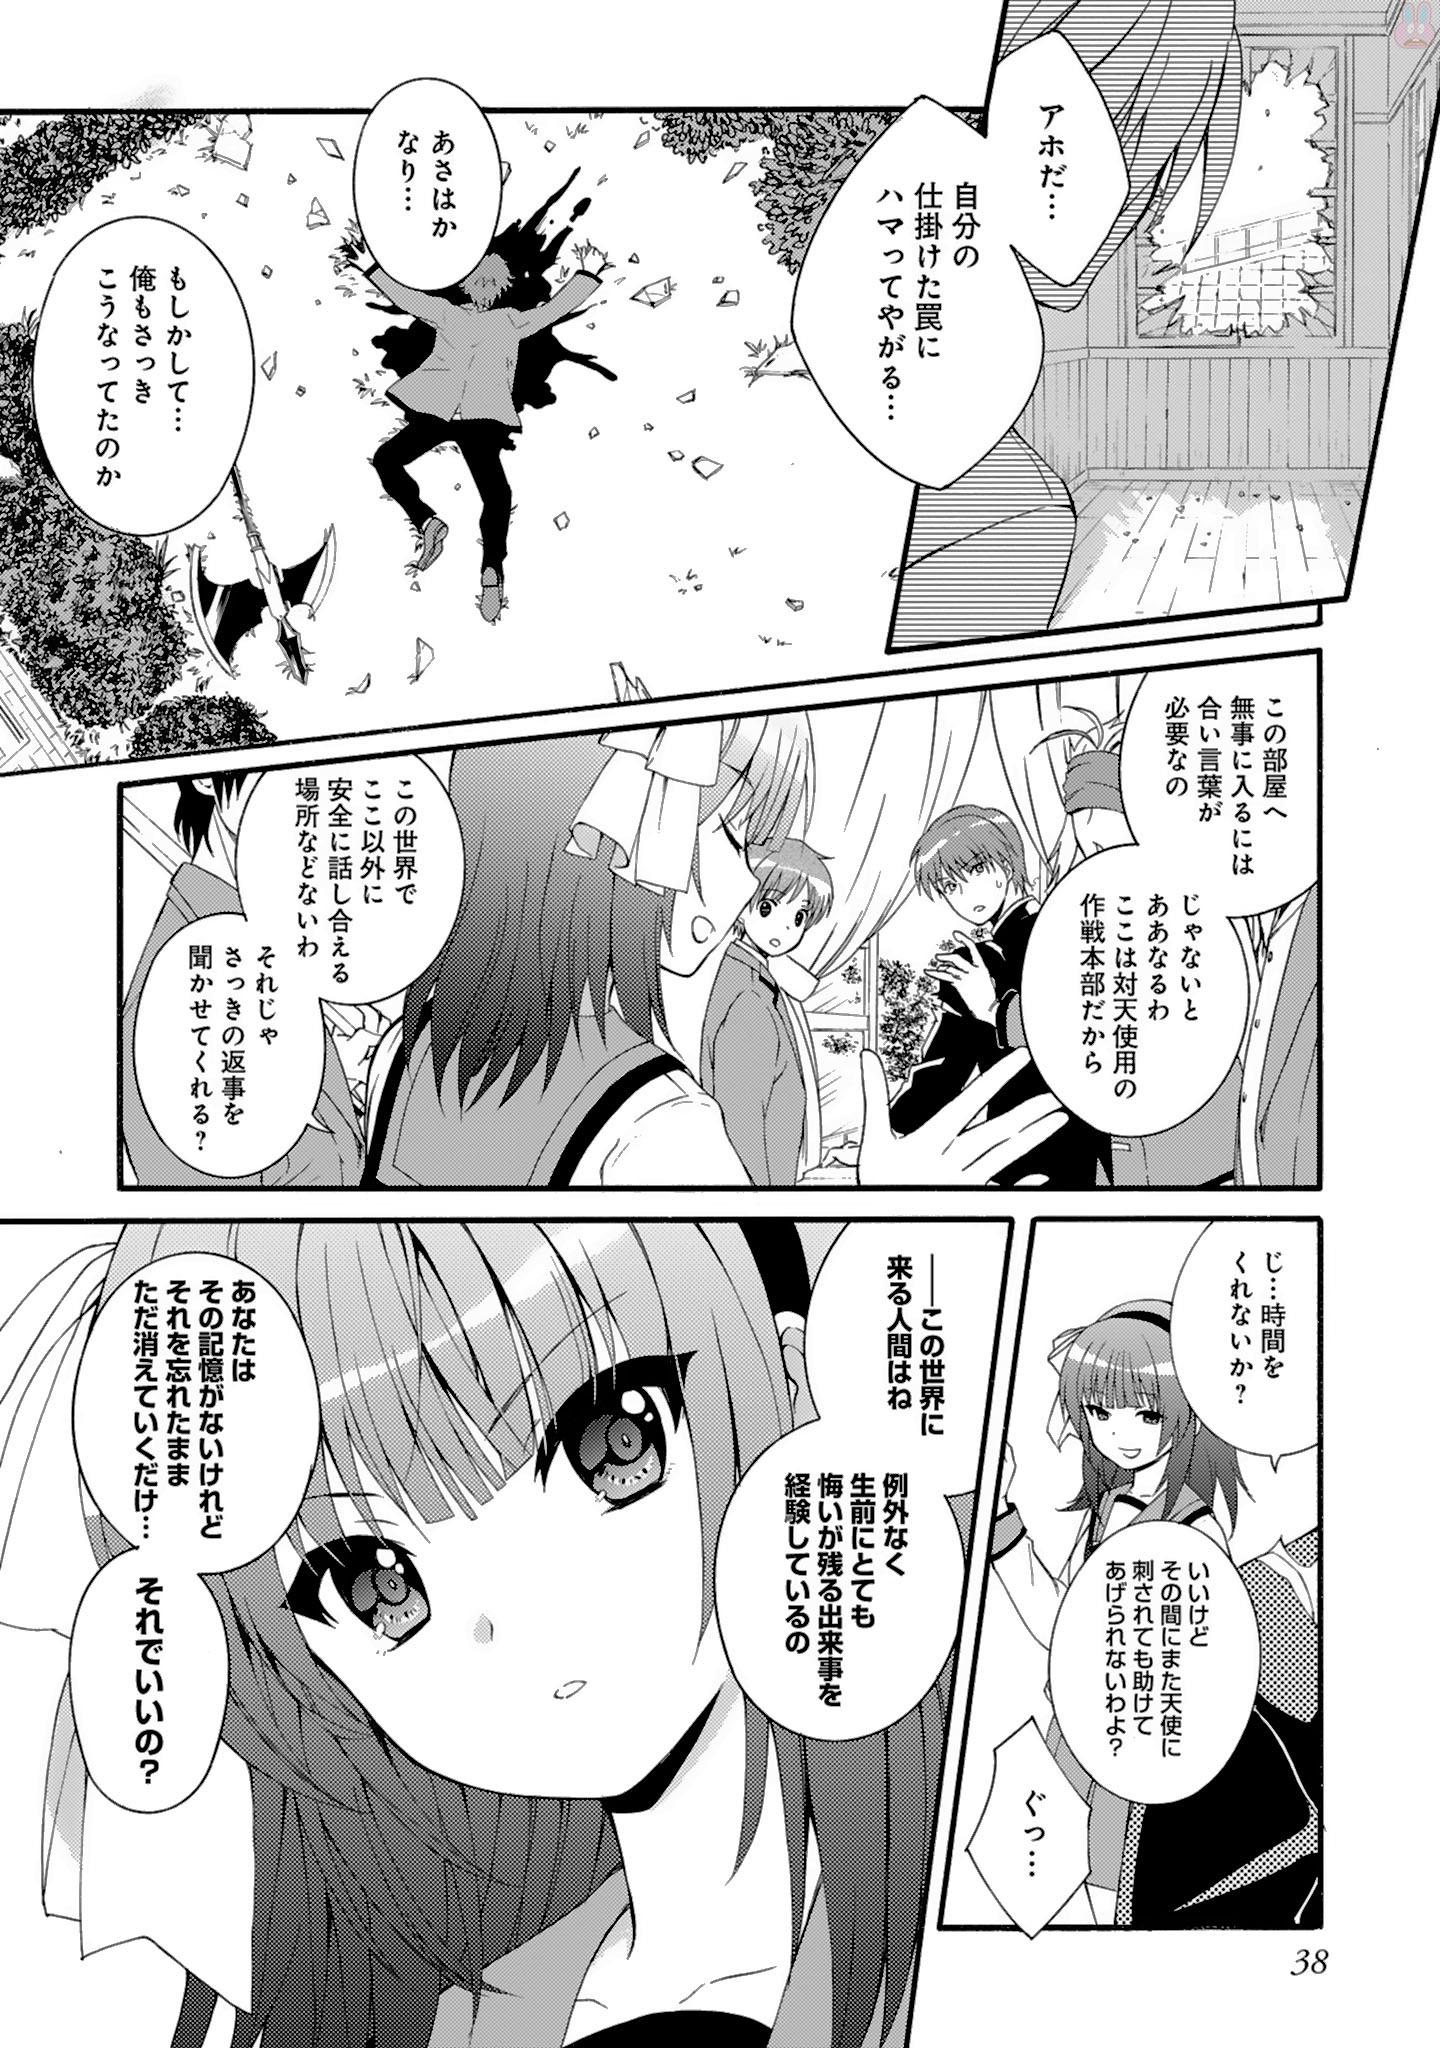 アホだ…
自分の
仕掛けた罠に
ハマってやがる…
あさはか
なり…
もしかして…
俺もさっき
こうなってたのか
この部屋へ
無事に入るには
合い言葉が
必要なの
じゃないと
ああなるわ
ここは対天使用の
作戦本部だから
この世界で
ここ以外に
安全に話し合える
場所などないわ
それじゃ
さっきの返事を
聞かせてくれる?
じ…時間を
くれないか?
いいけど
その間にまた天使に
刺されても助けて
あげられないわよ?
ぐっ…
──この世界に
来る人間はね
例外なく
生前にとても
悔いが残る出来事を
経験しているの
あなたは
その記憶がないけれど
それを忘れたまま
ただ消えていくだけ…
それでいいの?
38